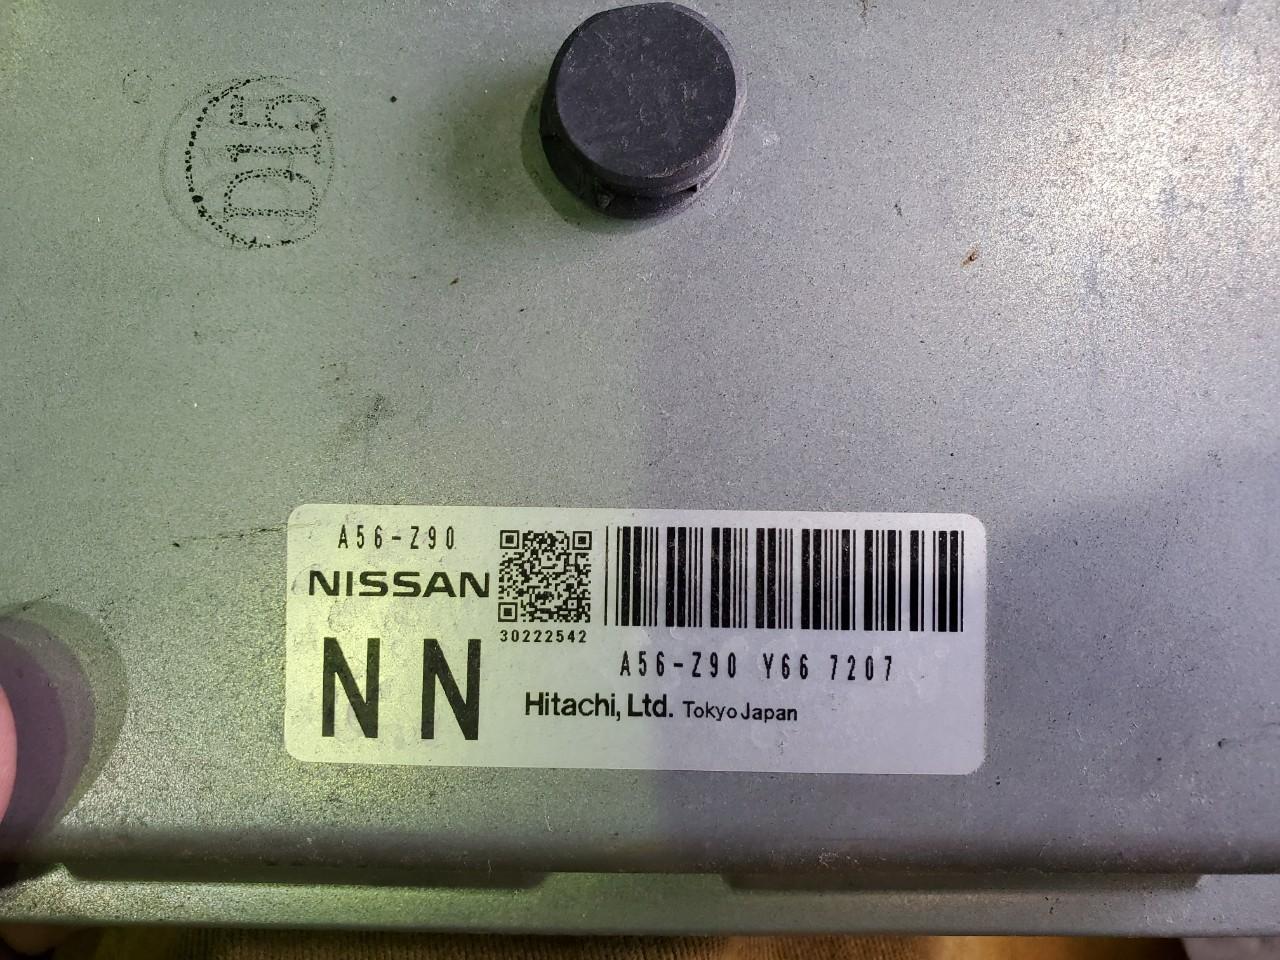 D15
A56-Z90
NISSAN
30222542
N N
A56-Z90 Y66 7207
Hitachi, Ltd. Tokyo Japan